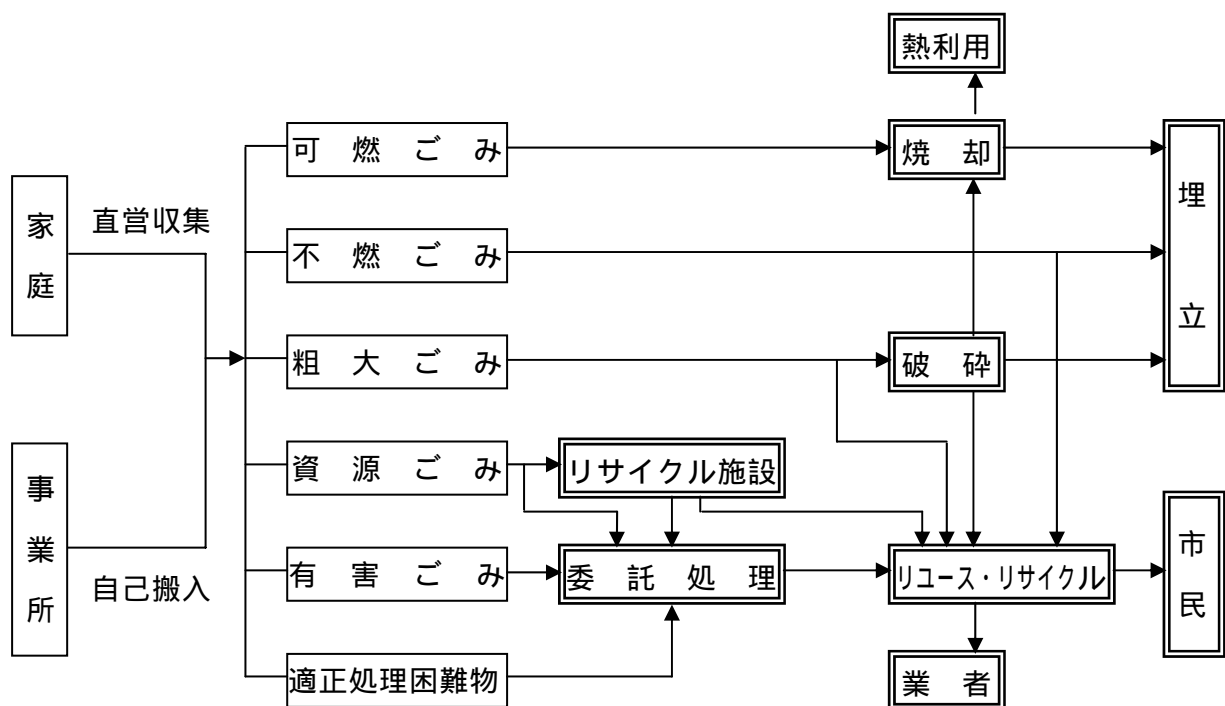 熱利用
可燃ごみ
焼却
家庭
直営収集
埋立
不燃ごみ
粗大ごみ
破砕
資源ごみ
リサイクル施設
事業所
自己搬入
有害ごみ
委託処理
リユース・リサイクル
市民
適正処理困難物
業者